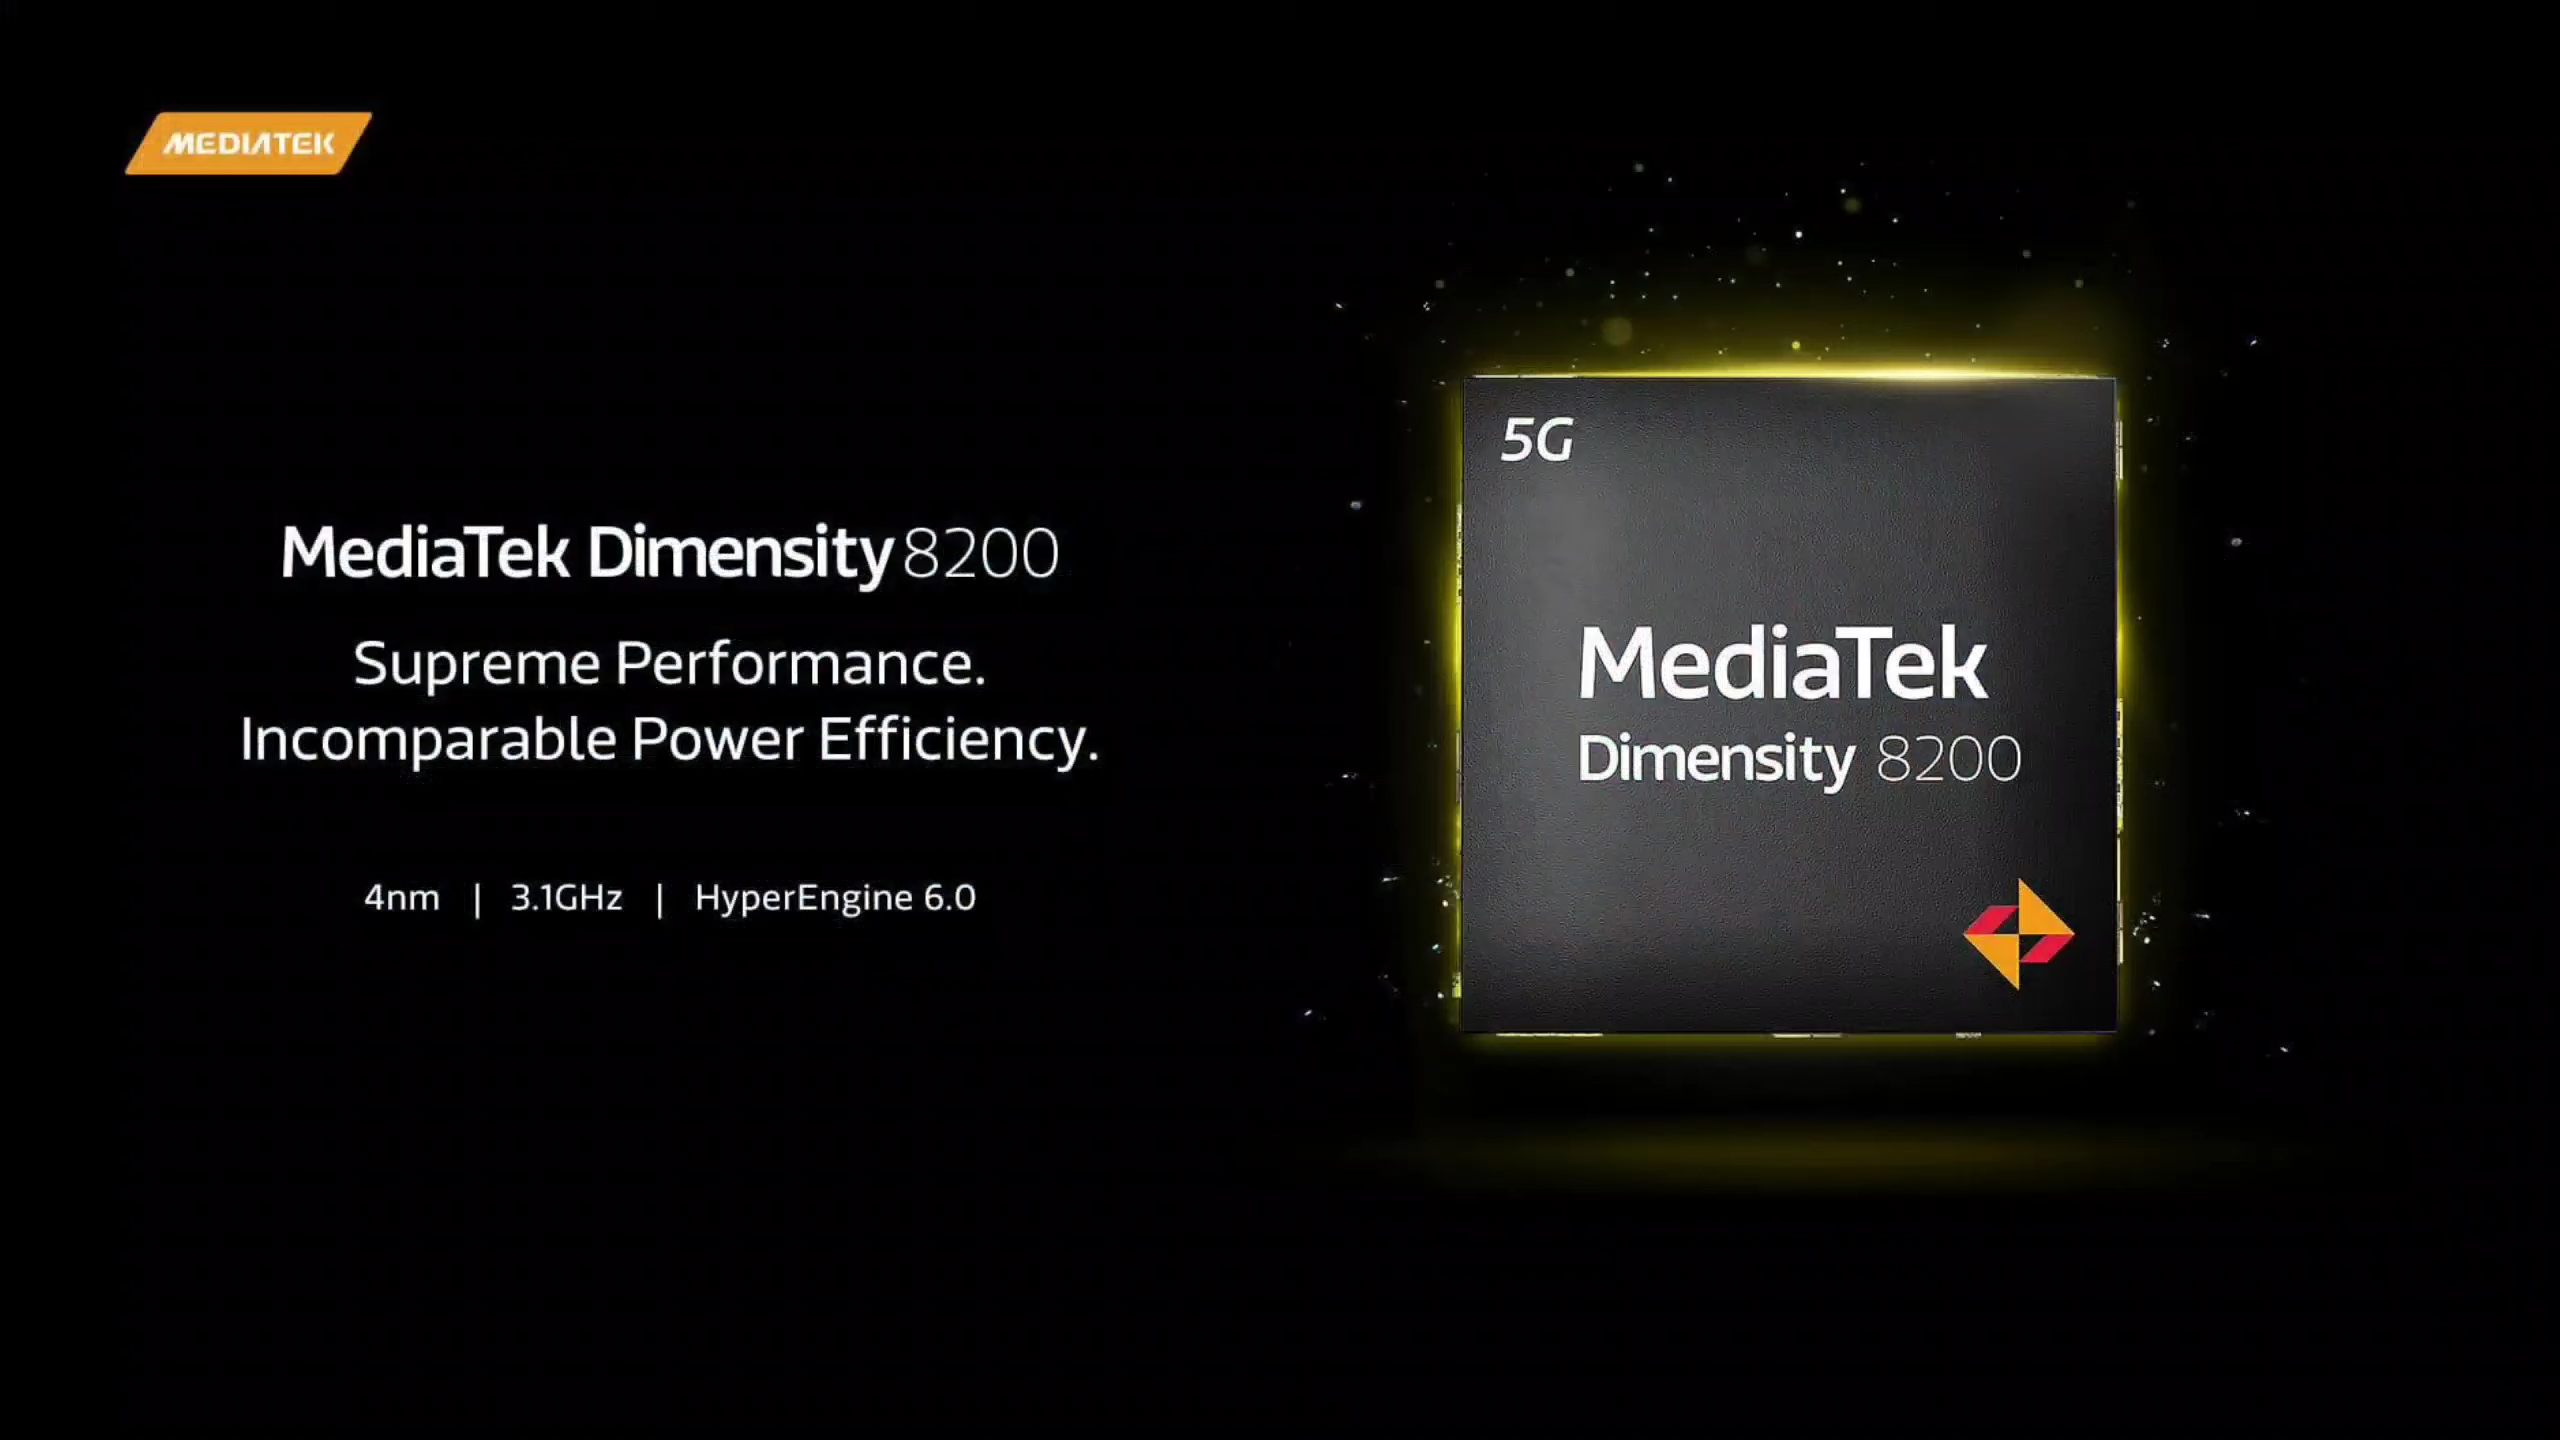 MEDIATEK
MediaTek Dimensity 8200
Supreme Performance.
Incomparable Power Efficiency.
4nm | 3.1GHz | HyperEngine 6.0
5G
MediaTek
Dimensity 8200